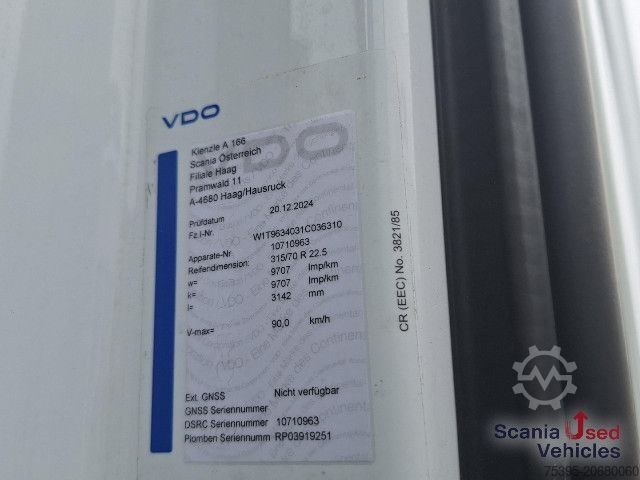 VDO
Kienzle A 166
Scania Österreich
Filiale Haag
Pramwald 11
A-4680 Haag/Hausruck
Prüfdatum 20.12.2024
Fz.I-Nr. W1T9634031C036310
Apparate-Nr 10710963
Reifendimension: 315/70 R 22.5
w= 9707 Imp/km
k= 9707 Imp/km
l= 3142 mm
V-max= 90,0 km/h
Ext. GNSS Nicht verfügbar
GNSS Seriennummer
DSRC Seriennummer 10710963
Plomben Seriennumm RP03919251
CR (EEC) No. 3821/85
Scania Used
Vehicles
75395-20680060